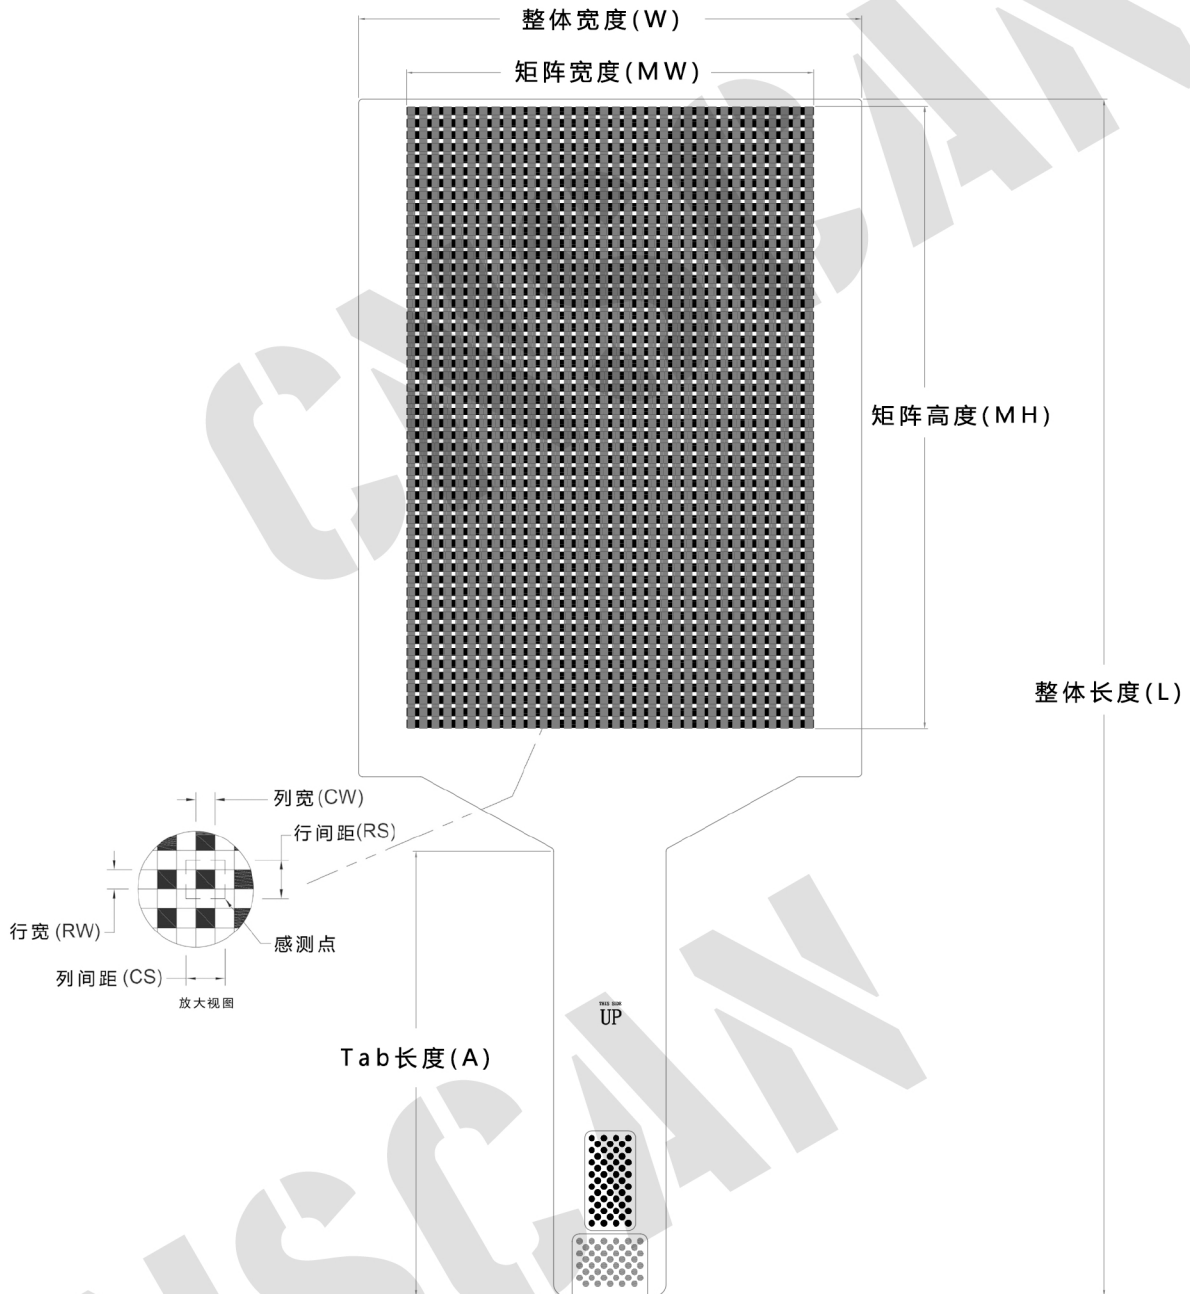 整体宽度(W)
矩阵宽度(MW)
矩阵高度(MH)
整体长度(L)
列宽(CW)
行间距(RS)
行宽(RW)
感测点
列间距(CS)
放大视图
THIS SIDE
UP
Tab长度(A)